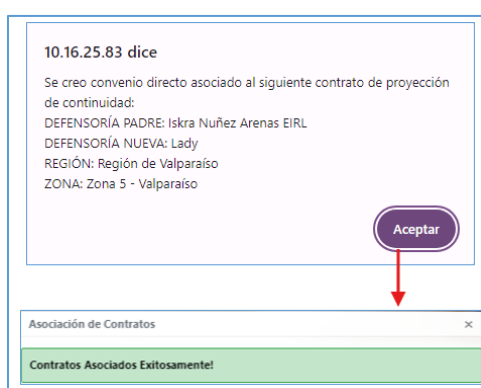 10.16.25.83 dice
Se creo convenio directo asociado al siguiente contrato de proyección
de continuidad:
DEFENSORÍA PADRE: Iskra Nuñez Arenas EIRL
DEFENSORÍA NUEVA: Lady
REGIÓN: Región de Valparaíso
ZONA: Zona 5 - Valparaíso
Aceptar
Asociación de Contratos ×
Contratos Asociados Exitosamente!